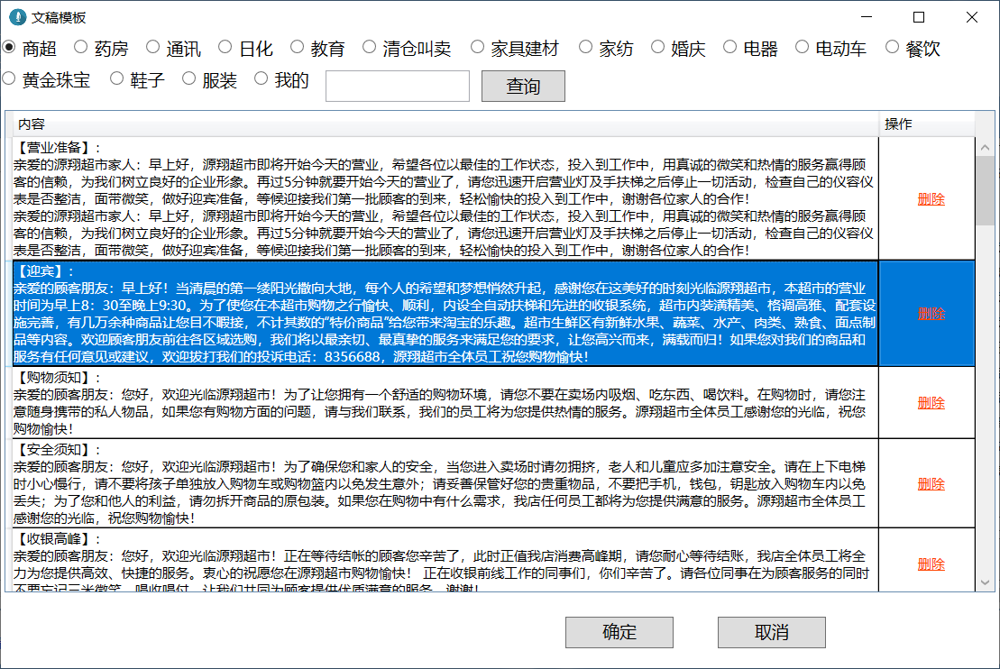 文稿模板
商超 药房 通讯 日化 教育 清仓叫卖 家具建材 家纺 婚庆 电器 电动车 餐饮
黄金珠宝 鞋子 服装 我的 查询
内容 操作
【营业准备】:
亲爱的源翔超市家人：早上好，源翔超市即将开始今天的营业，希望各位以最佳的工作状态，投入到工作中，用真诚的微笑和热情的服务赢得顾
客的信赖，为我们树立良好的企业形象。再过5分钟就要开始今天的营业了，请您迅速开启营业灯及手扶梯之后停止一切活动，检查自己的仪容仪
表是否整洁，面带微笑，做好迎宾准备，等候迎接我们第一批顾客的到来，轻松愉快的投入到工作中，谢谢各位家人的合作！
亲爱的源翔超市家人：早上好，源翔超市即将开始今天的营业，希望各位以最佳的工作状态，投入到工作中，用真诚的微笑和热情的服务赢得顾
客的信赖，为我们树立良好的企业形象。再过5分钟就要开始今天的营业了，请您迅速开启营业灯及手扶梯之后停止一切活动，检查自己的仪容仪
表是否整洁，面带微笑，做好迎宾准备，等候迎接我们第一批顾客的到来，轻松愉快的投入到工作中，谢谢各位家人的合作！
删除
【迎宾】:
亲爱的顾客朋友：早上好！当清晨的第一缕阳光撒向大地，每个人的希望和梦想悄然升起，感谢您在这美好的时刻光临源翔超市，本超市的营业
时间为早上8：30至晚上9:30。为了使您在本超市购物之行愉快、顺利，内设全自动扶梯和先进的收银系统，超市内装潢精美、格调高雅、配套设
施完善，有几万余种商品让您目不暇接，不计其数的"特价商品"给您带来淘宝的乐趣。超市生鲜区有新鲜水果、蔬菜、水产、肉类、熟食、面点制
品等内容。欢迎顾客朋友前往各区域选购，我们将以最亲切、最真挚的服务来满足您的要求，让您高兴而来，满载而归！如果您对我们的商品和
服务有任何意见或建议，欢迎拔打我们的投诉电话：8356688，源翔超市全体员工祝您购物愉快！
删除
【购物须知】:
亲爱的顾客朋友：您好，欢迎光临源翔超市！为了让您拥有一个舒适的购物环境，请您不要在卖场内吸烟、吃东西、喝饮料。在购物时，请您注
意随身携带的私人物品，如果您有购物方面的问题，请与我们联系，我们的员工将为您提供热情的服务。源翔超市全体员工感谢您的光临，祝您
购物愉快！
删除
【安全须知】:
亲爱的顾客朋友：您好，欢迎光临源翔超市！为了确保您和家人的安全，当您进入卖场时请勿拥挤，老人和儿童应多加注意安全。请在上下电梯
时小心慢行，请不要将孩子单独放入购物车或购物篮内以免发生意外；请妥善保管好您的贵重物品，不要把手机，钱包，钥匙放入购物车内以免
丢失；为了您和他人的利益，请勿拆开商品的原包装。如果您在购物中有什么需求，我店任何员工都将为您提供满意的服务。源翔超市全体员工
感谢您的光临，祝您购物愉快！
删除
【收银高峰】:
亲爱的顾客朋友：您好，欢迎光临源翔超市！正在等待结帐的顾客您辛苦了，此时正值我店消费高峰期，请您耐心等待结账，我店全体员工将全
力为您提供高效、快捷的服务。衷心的祝愿您在源翔超市购物愉快！ 正在收银前线工作的同事们，你们辛苦了。请各位同事在为顾客服务的同时
不要忘记三米微笑，唱收唱付，让我们共同为顾客提供优质满意的服务。谢谢！
删除
确定 取消